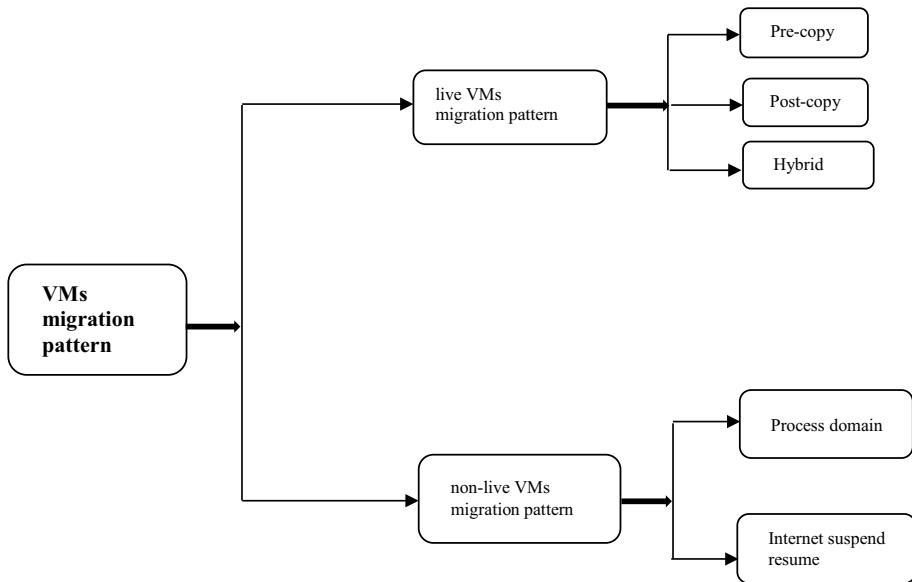 Pre-copy
live VMs
migration pattern
Post-copy
Hybrid
VMs
migration
pattern
Process domain
non-live VMs
migration pattern
Internet suspend
resume